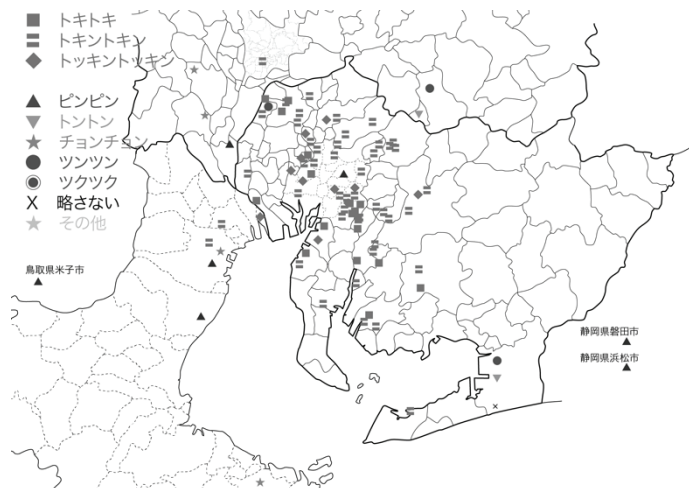 トキトキ
トキントキン
トッキントッキン
ピンピン
トントン
チョンチョン
ツンツン
ツクツク
X 略さない
その他
鳥取県米子市
静岡県磐田市
静岡県浜松市